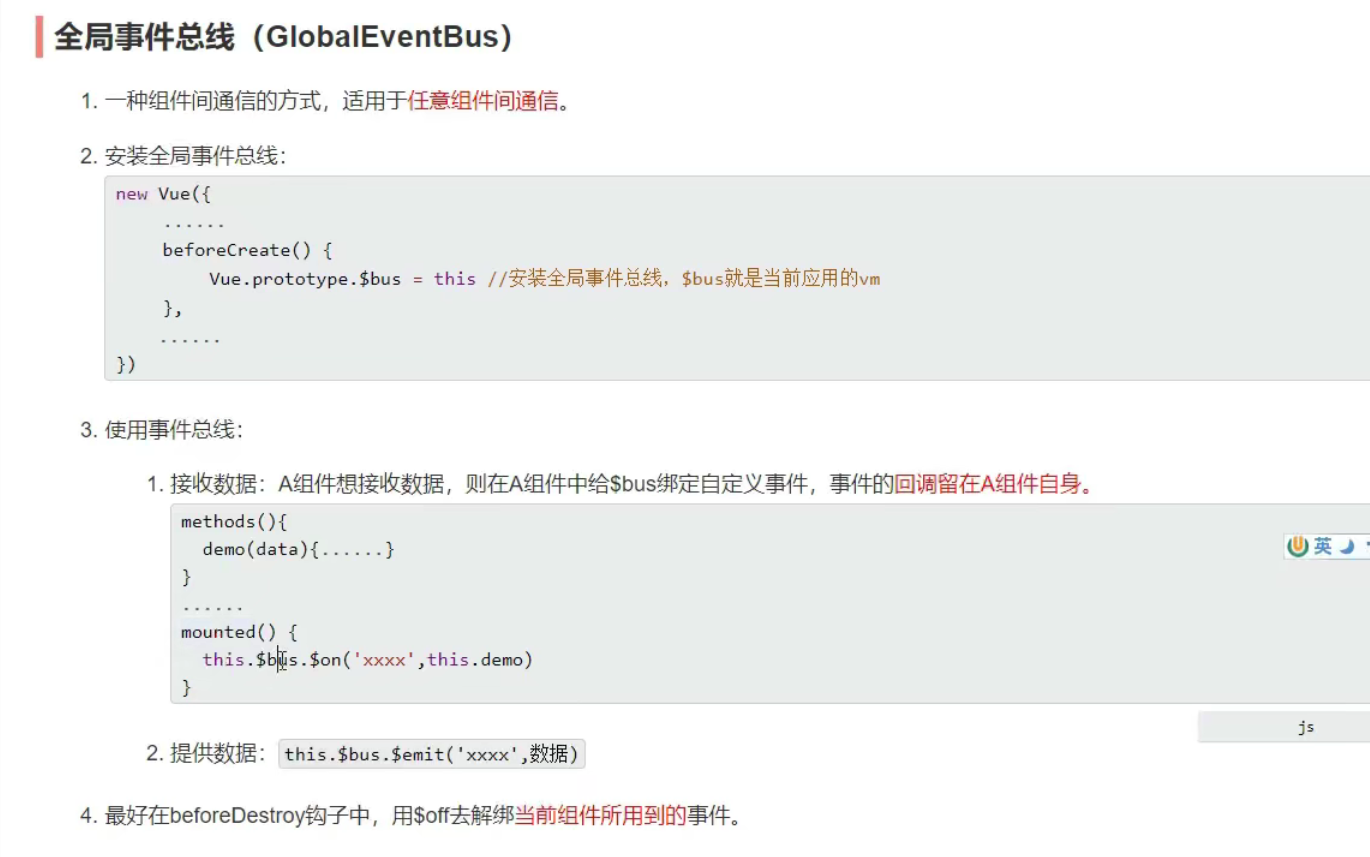 全局事件总线（GlobalEventBus）
1. 一种组件间通信的方式，适用于任意组件间通信。
2. 安装全局事件总线：
new Vue({
......
beforeCreate() {
Vue.prototype.$bus = this //安装全局事件总线，$bus就是当前应用的vm
},
......
})
3. 使用事件总线：
1. 接收数据：A组件想接收数据，则在A组件中给$bus绑定自定义事件，事件的回调留在A组件自身。
methods(){
demo(data){......}
}
......
mounted() {
this.$bus.$on('xxxx',this.demo)
}
英
js
2. 提供数据：this.$bus.$emit('xxxx',数据)
4. 最好在beforeDestroy钩子中，用$off去解绑当前组件所用到的事件。